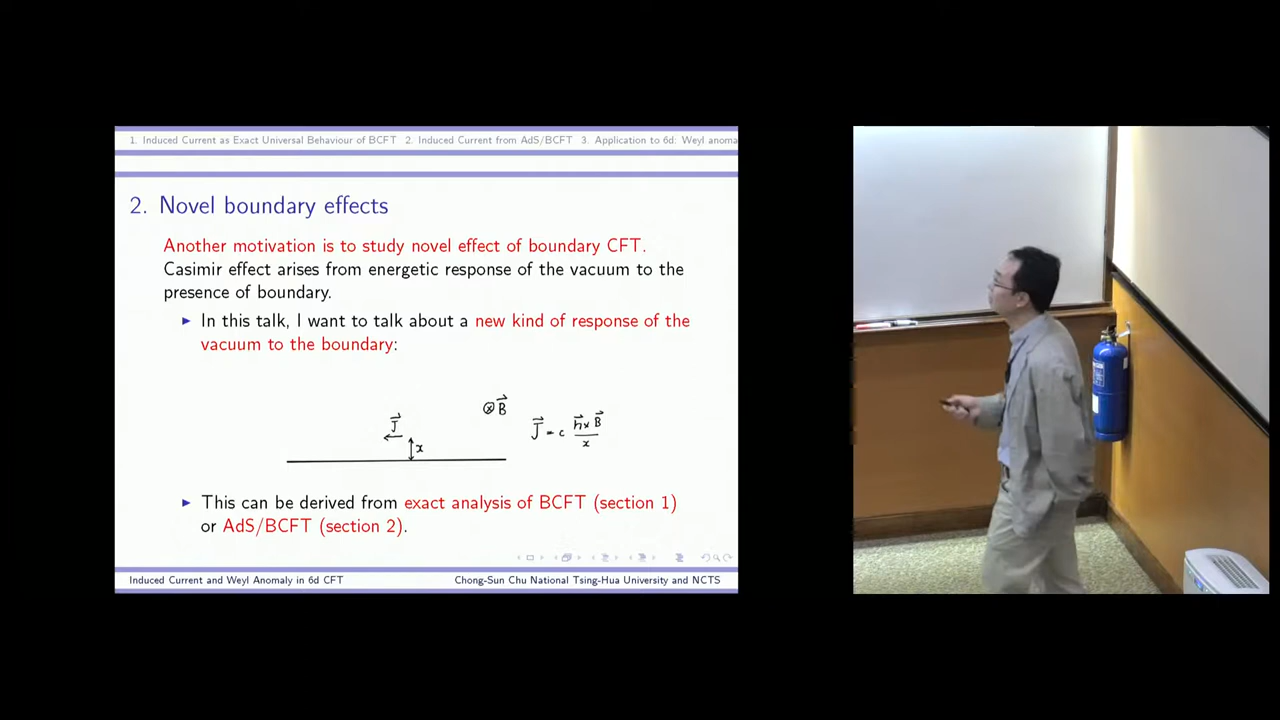 1. Induced Current as Exact Universal Behaviour of BCFT 2. Induced Current from AdS/BCFT 3. Application to 6d: Weyl anoma
2. Novel boundary effects
Another motivation is to study novel effect of boundary CFT.
Casimir effect arises from energetic response of the vacuum to the
presence of boundary.
▶ In this talk, I want to talk about a new kind of response of the
vacuum to the boundary:
⊗ B⃗
J⃗
x
J⃗ = c (n⃗ × B⃗) / x
▶ This can be derived from exact analysis of BCFT (section 1)
or AdS/BCFT (section 2).
Induced Current and Weyl Anomaly in 6d CFT
Chong-Sun Chu National Tsing-Hua University and NCTS